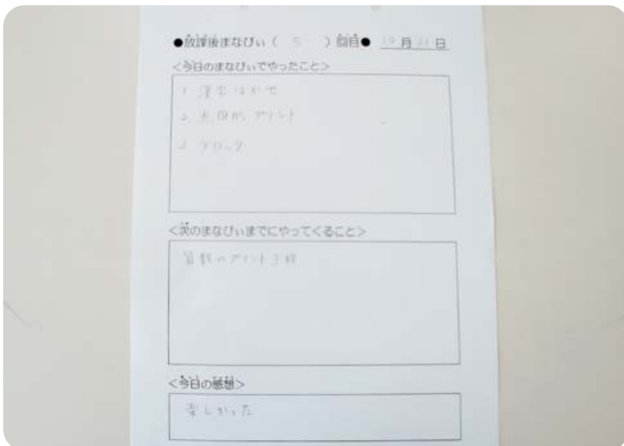 ●放課後まなびぃ（ 5 ）回目● 10月21日
＜今日のまなびぃでやったこと＞
1. 漢字はかせ
2. プリント
3 ブロック
＜次のまなびぃまでにやってくること＞
算数のプリント3枚
＜今日の感想＞
楽しかった